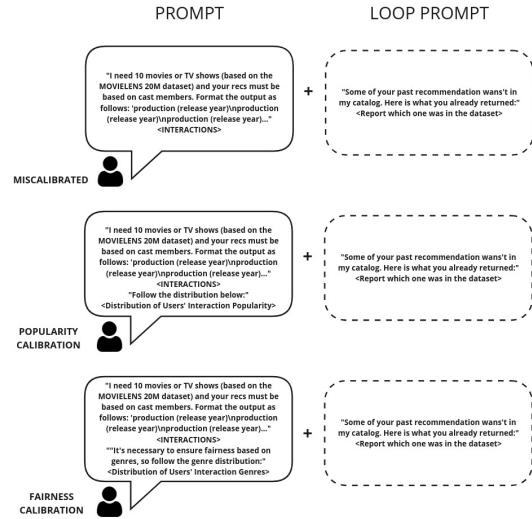 PROMPT
LOOP PROMPT
"I need 10 movies or TV shows (based on the
MOVIELENS 20M dataset) and your recs must be
based on cast members. Format the output as
follows: 'production (release year)\nproduction
(release year)\nproduction (release year)..."
<INTERACTIONS>
+
"Some of your past recommendation wans't in
my catalog. Here is what you already returned:"
<Report which one was in the dataset>
MISCALIBRATED
"I need 10 movies or TV shows (based on the
MOVIELENS 20M dataset) and your recs must be
based on cast members. Format the output as
follows: 'production (release year)\nproduction
(release year)\nproduction (release year)..."
<INTERACTIONS>
"Follow the distribution below:"
<Distribution of Users' Interaction Popularity>
+
"Some of your past recommendation wans't in
my catalog. Here is what you already returned:"
<Report which one was in the dataset>
POPULARITY
CALIBRATION
"I need 10 movies or TV shows (based on the
MOVIELENS 20M dataset) and your recs must be
based on cast members. Format the output as
follows: 'production (release year)\nproduction
(release year)\nproduction (release year)..."
<INTERACTIONS>
""It's necessary to ensure fairness based on
genres, so follow the genre distribution:"
<Distribution of Users' Interaction Genres>
+
"Some of your past recommendation wans't in
my catalog. Here is what you already returned:"
<Report which one was in the dataset>
FAIRNESS
CALIBRATION